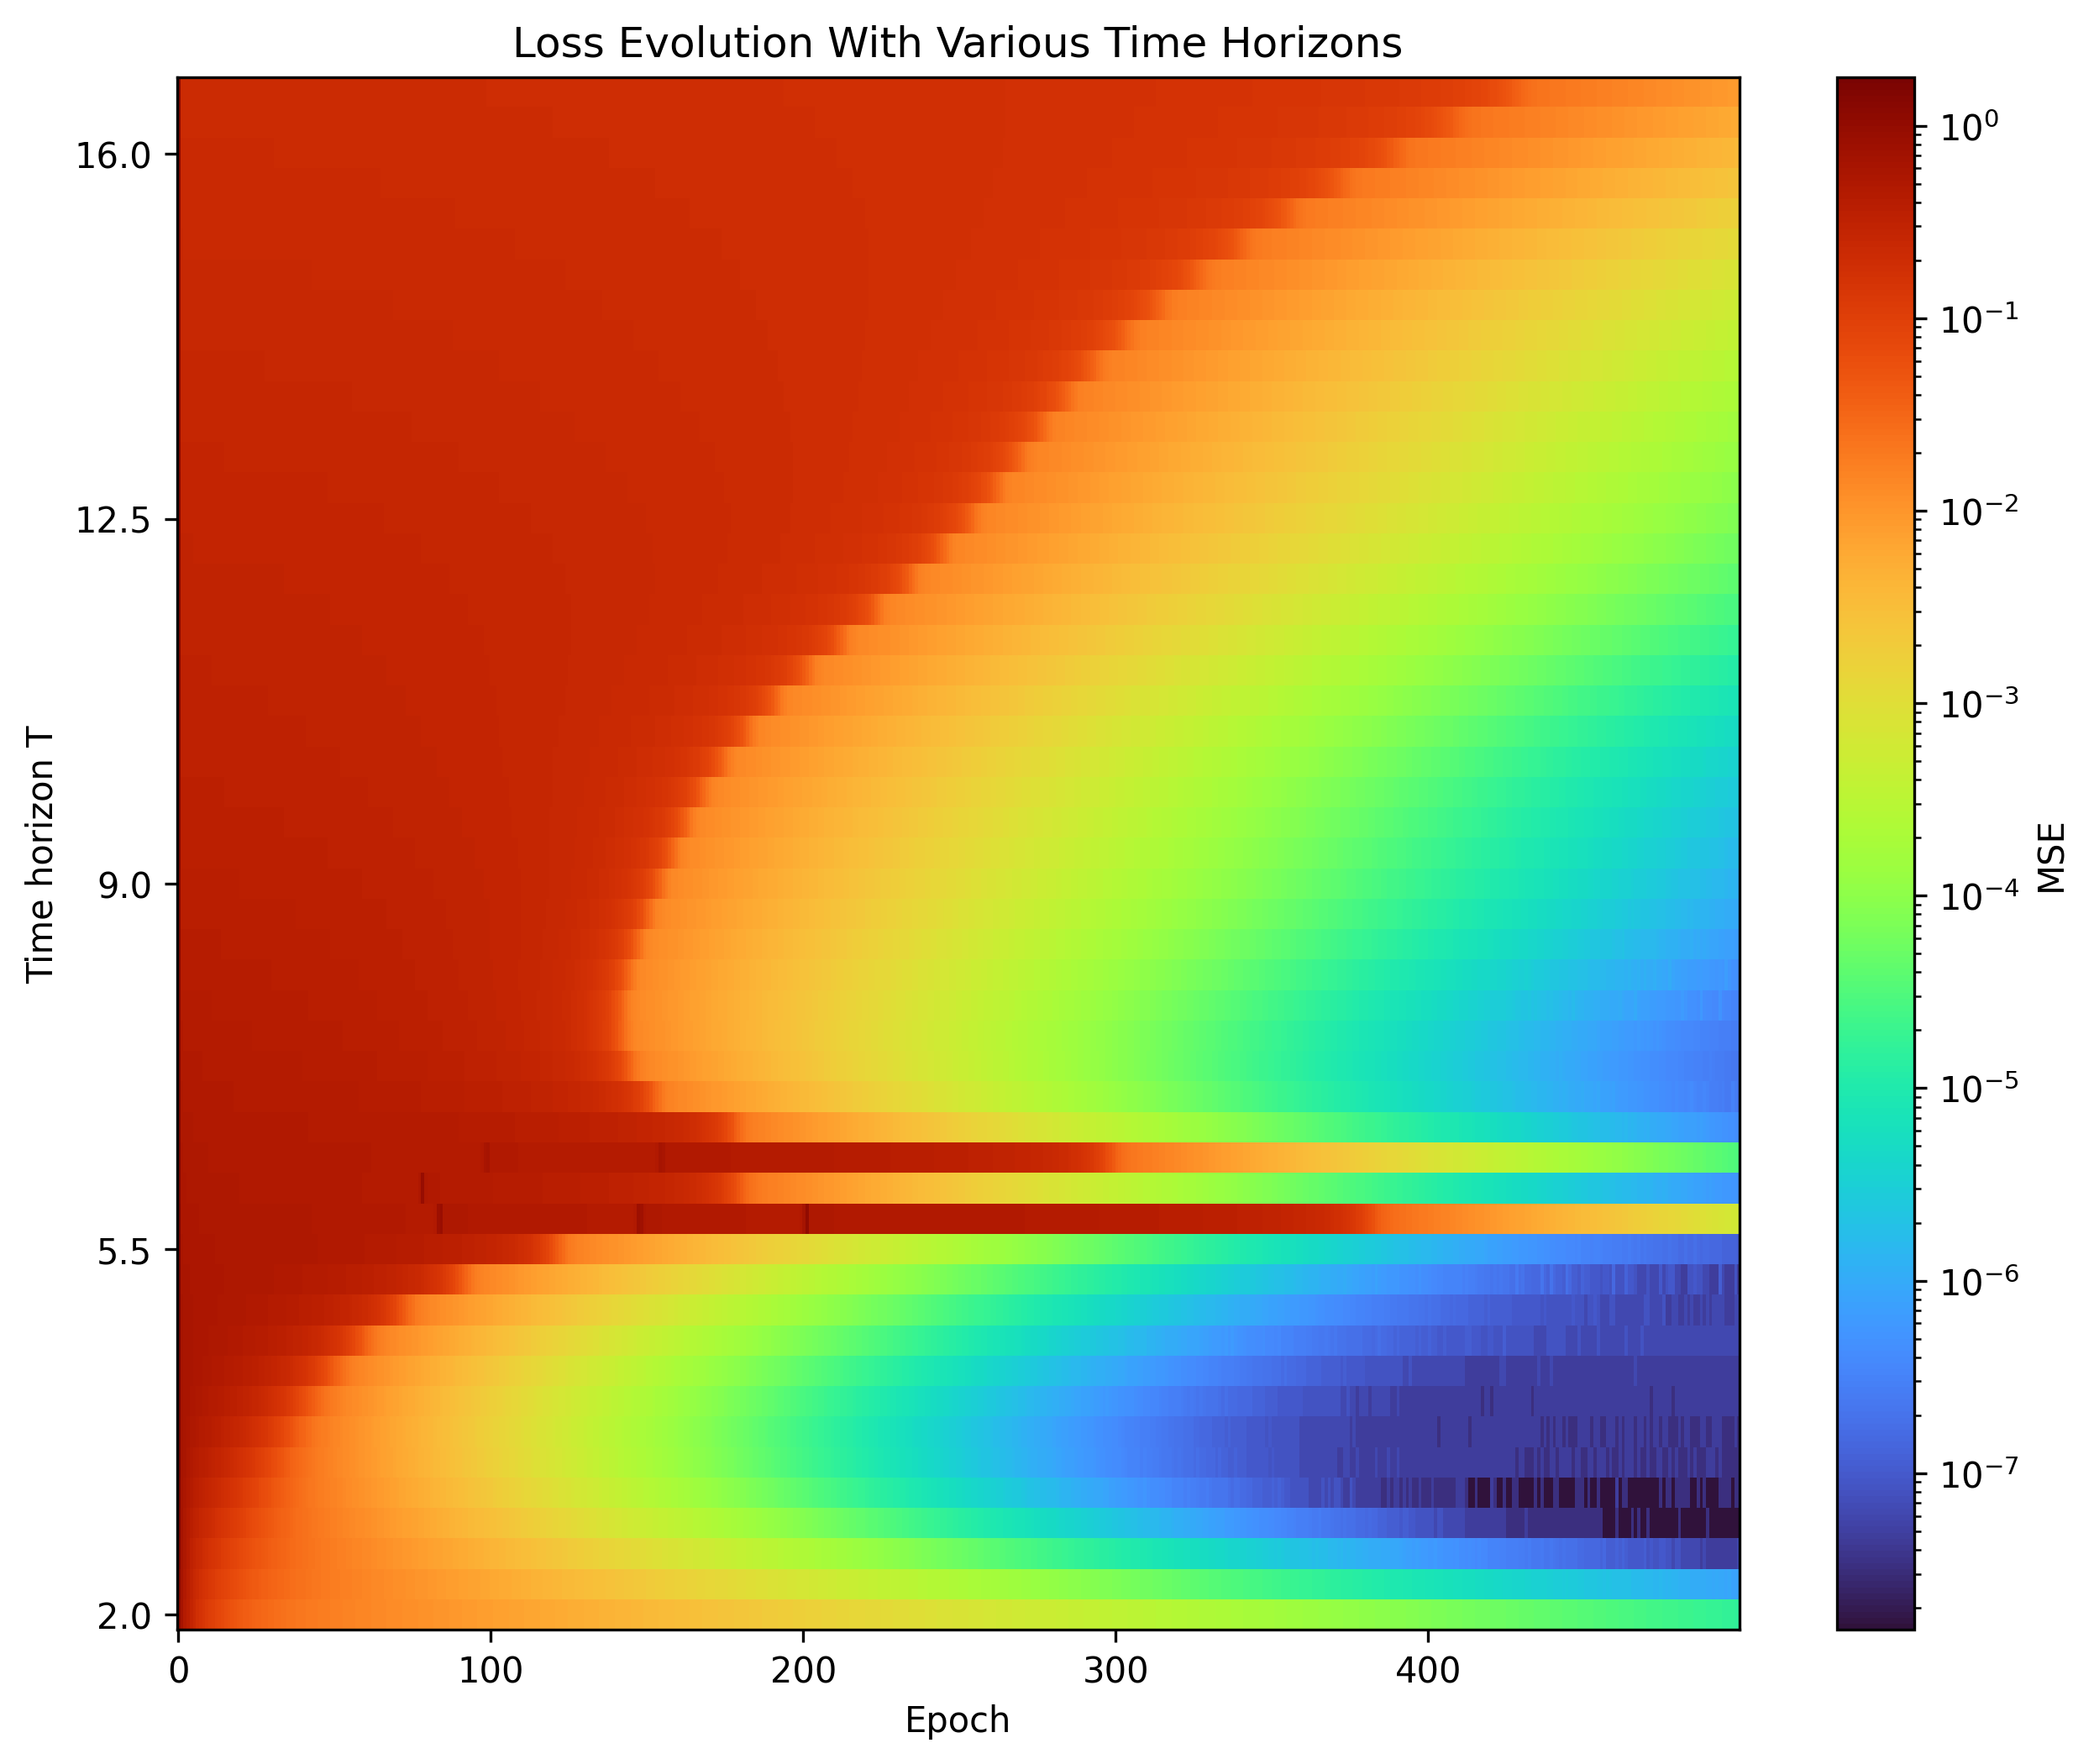 Loss Evolution With Various Time Horizons
Time horizon T
16.0
12.5
9.0
5.5
2.0
0 100 200 300 400
Epoch
10⁰
10⁻¹
10⁻²
10⁻³
10⁻⁴
10⁻⁵
10⁻⁶
10⁻⁷
MSE